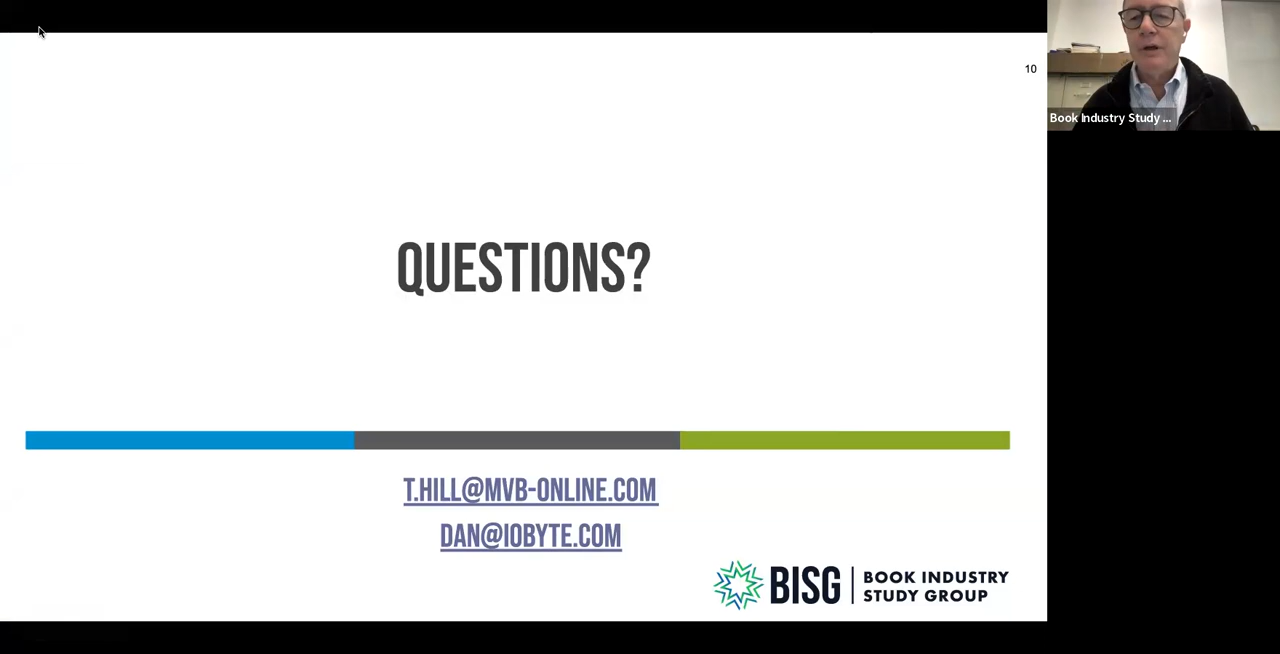 10
Book Industry Study ...
QUESTIONS?
T.HILL@MVB-ONLINE.COM
DAN@IOBYTE.COM
BISG | BOOK INDUSTRY
STUDY GROUP